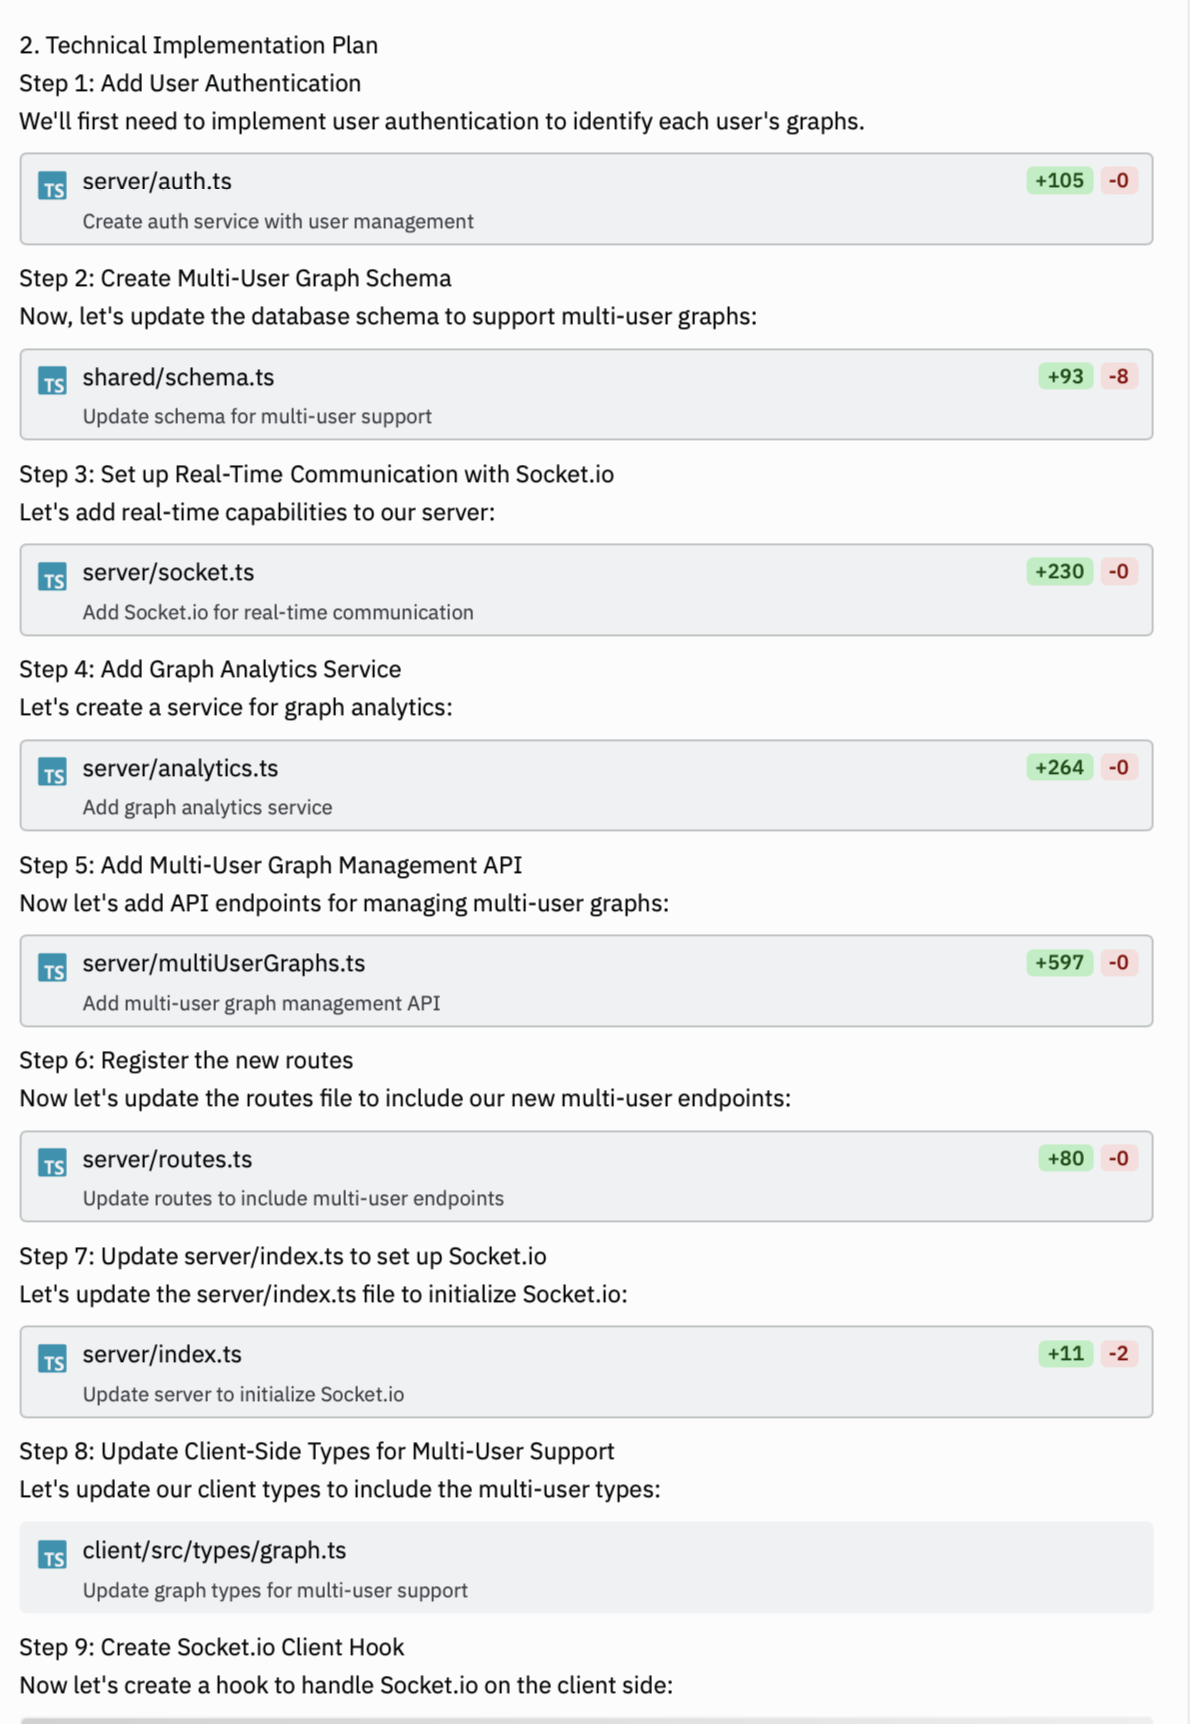 2. Technical Implementation Plan
Step 1: Add User Authentication
We'll first need to implement user authentication to identify each user's graphs.
TS server/auth.ts +105 -0
Create auth service with user management
Step 2: Create Multi-User Graph Schema
Now, let's update the database schema to support multi-user graphs:
TS shared/schema.ts +93 -8
Update schema for multi-user support
Step 3: Set up Real-Time Communication with Socket.io
Let's add real-time capabilities to our server:
TS server/socket.ts +230 -0
Add Socket.io for real-time communication
Step 4: Add Graph Analytics Service
Let's create a service for graph analytics:
TS server/analytics.ts +264 -0
Add graph analytics service
Step 5: Add Multi-User Graph Management API
Now let's add API endpoints for managing multi-user graphs:
TS server/multiUserGraphs.ts +597 -0
Add multi-user graph management API
Step 6: Register the new routes
Now let's update the routes file to include our new multi-user endpoints:
TS server/routes.ts +80 -0
Update routes to include multi-user endpoints
Step 7: Update server/index.ts to set up Socket.io
Let's update the server/index.ts file to initialize Socket.io:
TS server/index.ts +11 -2
Update server to initialize Socket.io
Step 8: Update Client-Side Types for Multi-User Support
Let's update our client types to include the multi-user types:
TS client/src/types/graph.ts
Update graph types for multi-user support
Step 9: Create Socket.io Client Hook
Now let's create a hook to handle Socket.io on the client side: